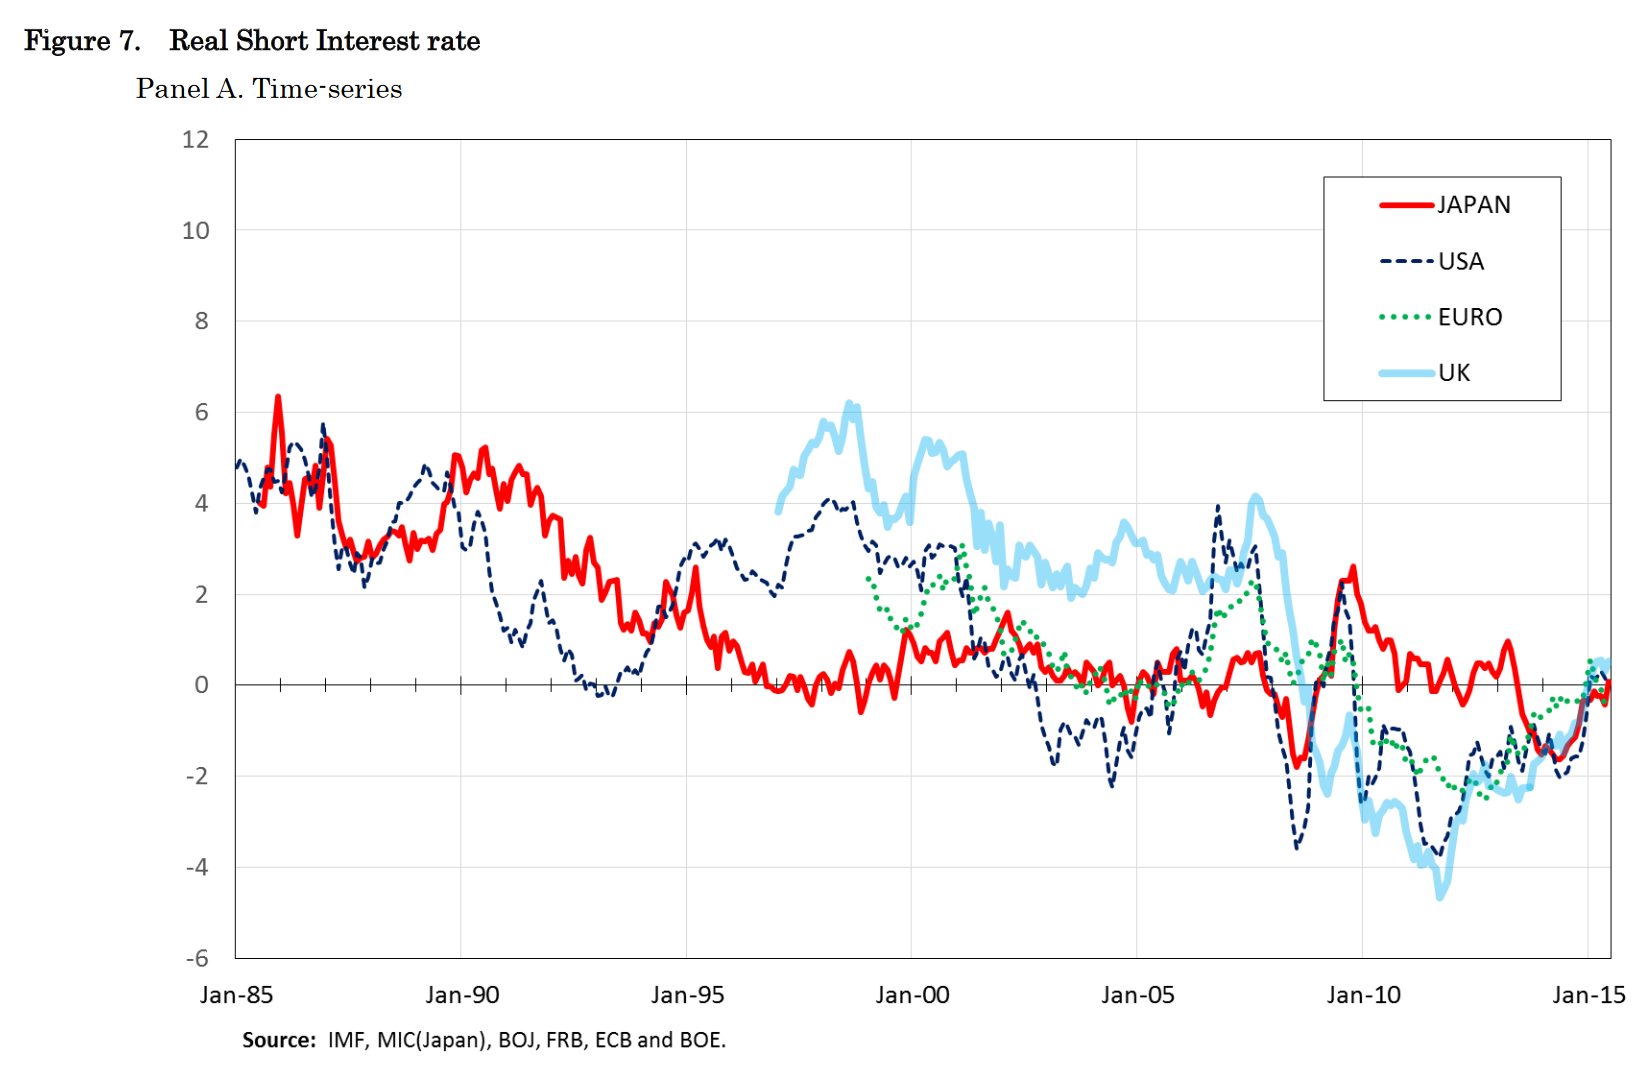 Figure 7. Real Short Interest rate
Panel A. Time-series
12
10
8
6
4
2
0
-2
-4
-6
JAPAN
USA
EURO
UK
Jan-85 Jan-90 Jan-95 Jan-00 Jan-05 Jan-10 Jan-15
Source: IMF, MIC(Japan), BOJ, FRB, ECB and BOE.